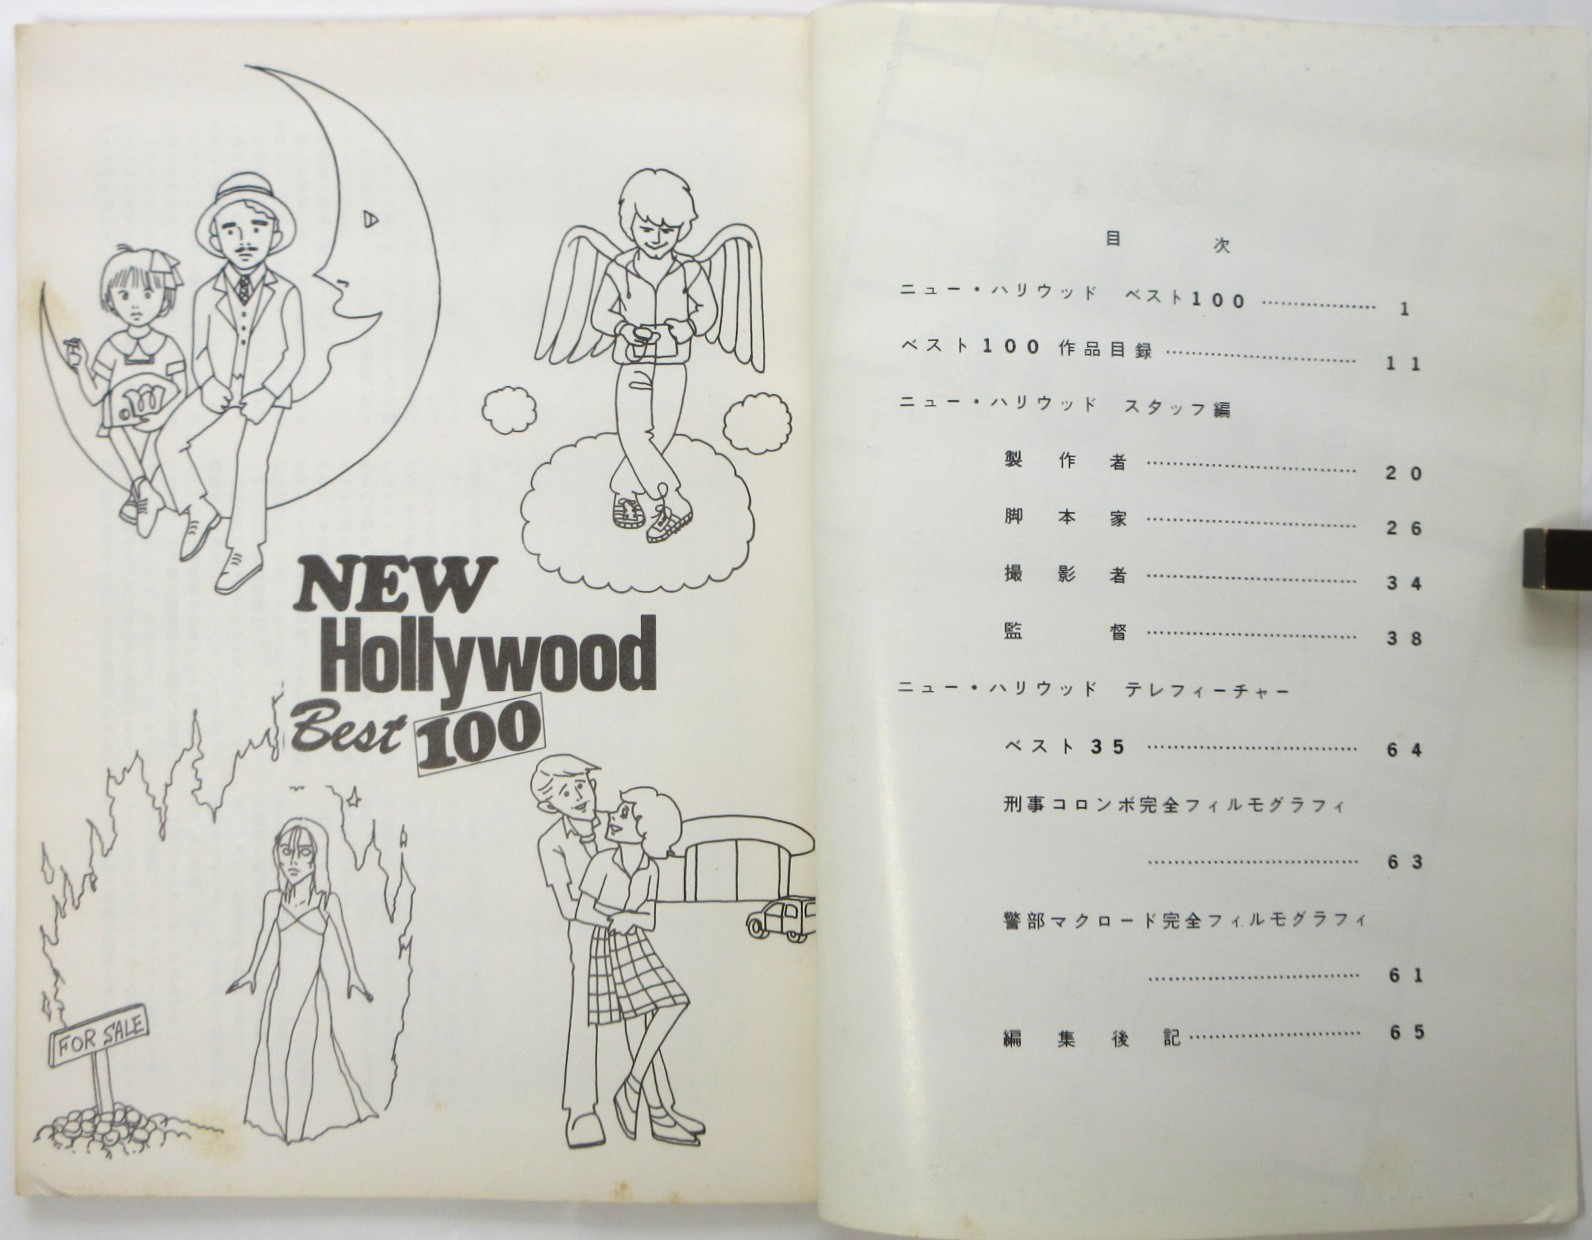 NEW
Hollywood
Best 100
FOR SALE
目次
ニュー・ハリウッド ベスト100 ………………… 1
ベスト100 作品目録 ………………… 11
ニュー・ハリウッド スタッフ編
製作者 ………………… 20
脚本家 ………………… 26
撮影者 ………………… 34
監督 ………………… 38
ニュー・ハリウッド テレフィーチャー
ベスト35 ………………… 64
刑事コロンボ完全フィルモグラフィ
………………… 63
警部マクロード完全フィルモグラフィ
………………… 61
編集後記 ………………… 65